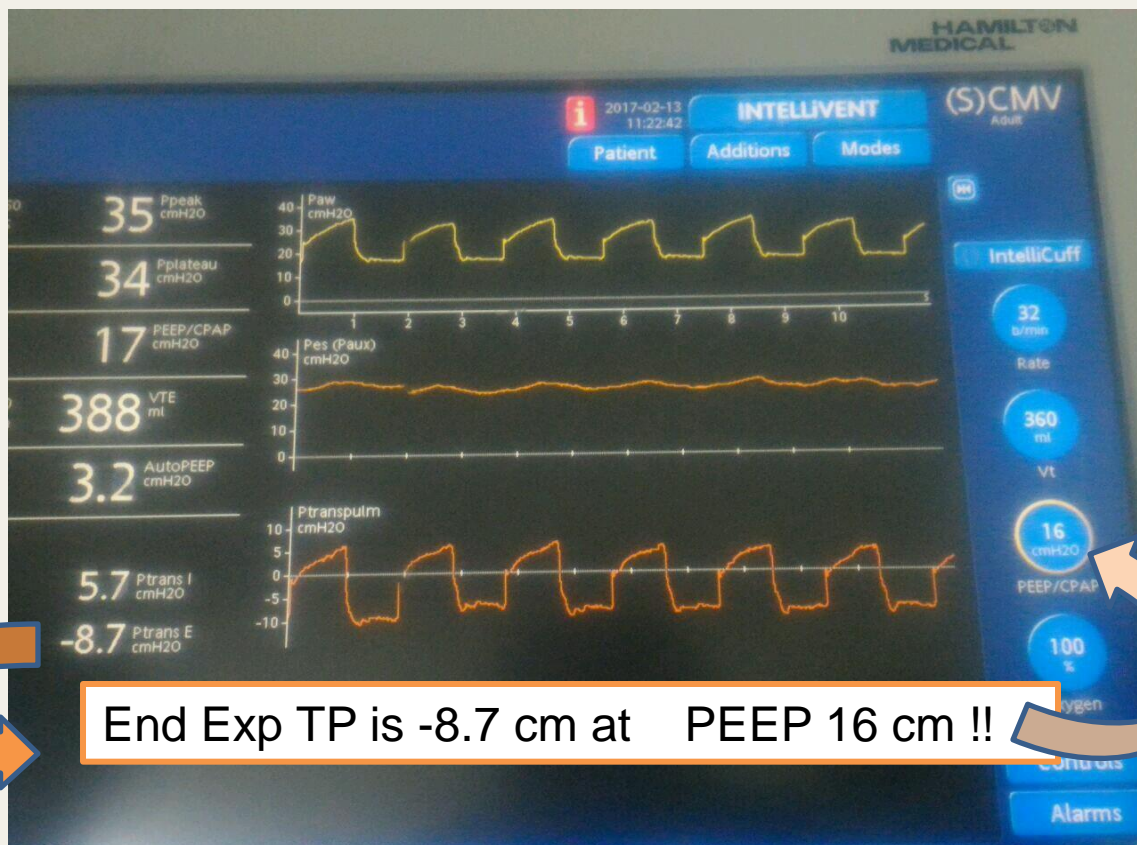 HAMILTON
MEDICAL
i 2017-02-13 11:22:42
INTELLiVENT
(S)CMV
Adult
Patient Additions Modes
35 Ppeak cmH2O
34 Pplateau cmH2O
17 PEEP/CPAP cmH2O
388 VTE ml
3.2 AutoPEEP cmH2O
5.7 Ptrans I cmH2O
-8.7 Ptrans E cmH2O
40 Paw
cmH2O
30
20
10
0
1 2 3 4 5 6 7 8 9 10 s
40 Pes (Paux)
cmH2O
30
20
10
0
Ptranspulm
10 cmH2O
5
0
-5
-10
IntelliCuff
32
b/min
Rate
360
ml
Vt
16
cmH2O
PEEP/CPAP
100
%
End Exp TP is -8.7 cm at PEEP 16 cm !!
Controls
Alarms